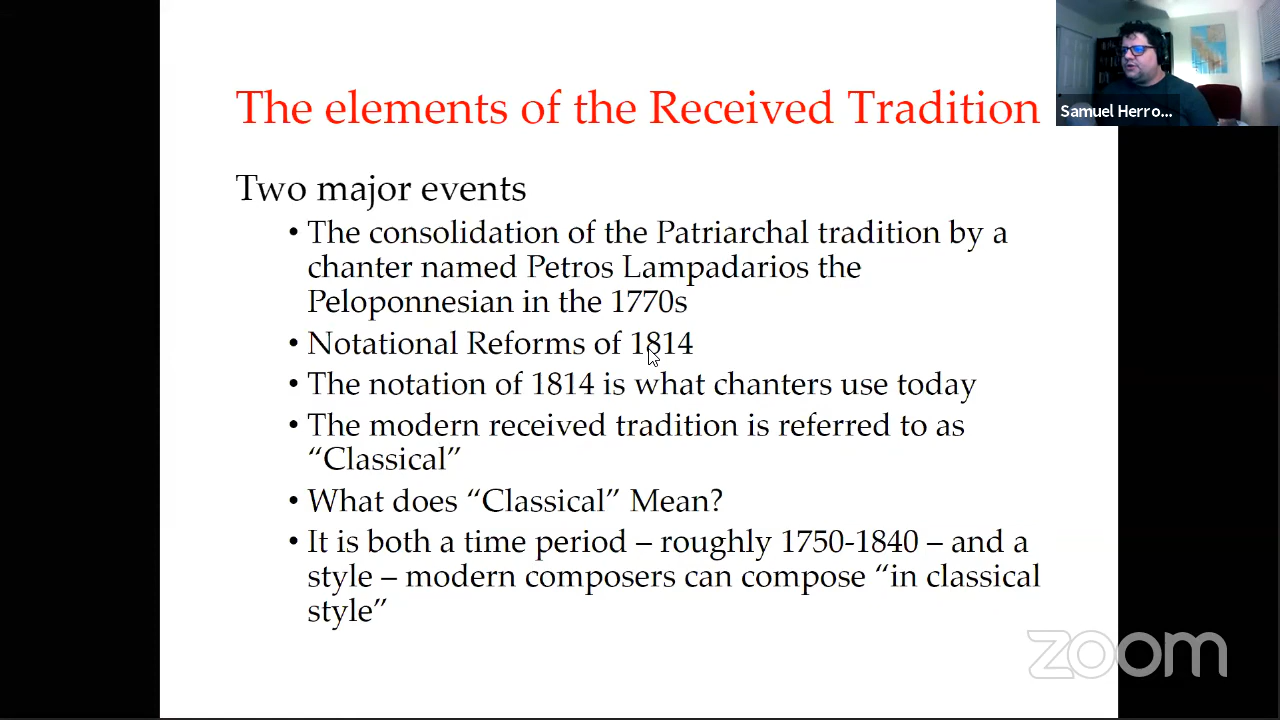 The elements of the Received Tradition
Samuel Herro...
Two major events
• The consolidation of the Patriarchal tradition by a
chanter named Petros Lampadarios the
Peloponnesian in the 1770s
• Notational Reforms of 1814
• The notation of 1814 is what chanters use today
• The modern received tradition is referred to as
“Classical”
• What does “Classical” Mean?
• It is both a time period – roughly 1750-1840 – and a
style – modern composers can compose “in classical
style”
zoom